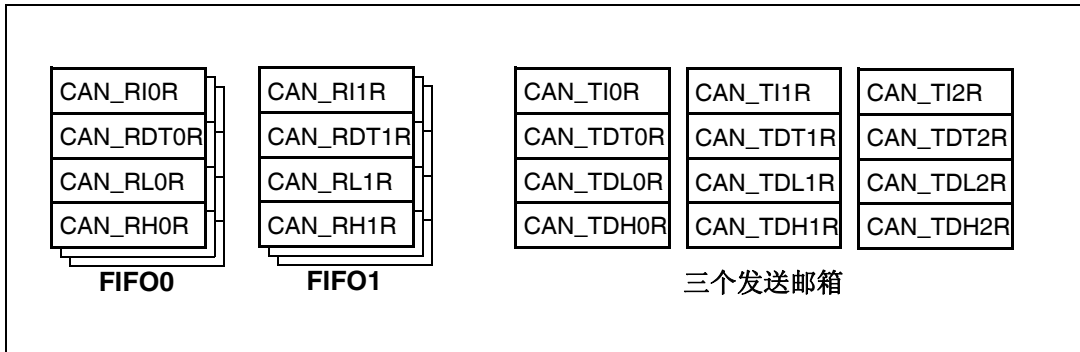 CAN_RI0R CAN_RI1R CAN_TI0R CAN_TI1R CAN_TI2R
CAN_RDT0R CAN_RDT1R CAN_TDT0R CAN_TDT1R CAN_TDT2R
CAN_RL0R CAN_RL1R CAN_TDL0R CAN_TDL1R CAN_TDL2R
CAN_RH0R CAN_RH1R CAN_TDH0R CAN_TDH1R CAN_TDH2R
FIFO0 FIFO1 三个发送邮箱